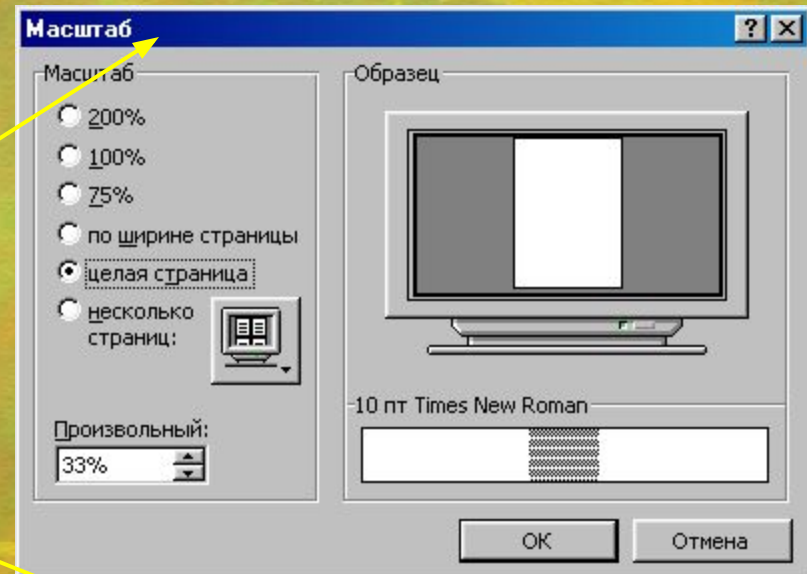 Масштаб
Масштаб
200%
100%
75%
по ширине страницы
целая страница
несколько
страниц:
Произвольный:
33%
Образец
10 пт Times New Roman
ОК
Отмена